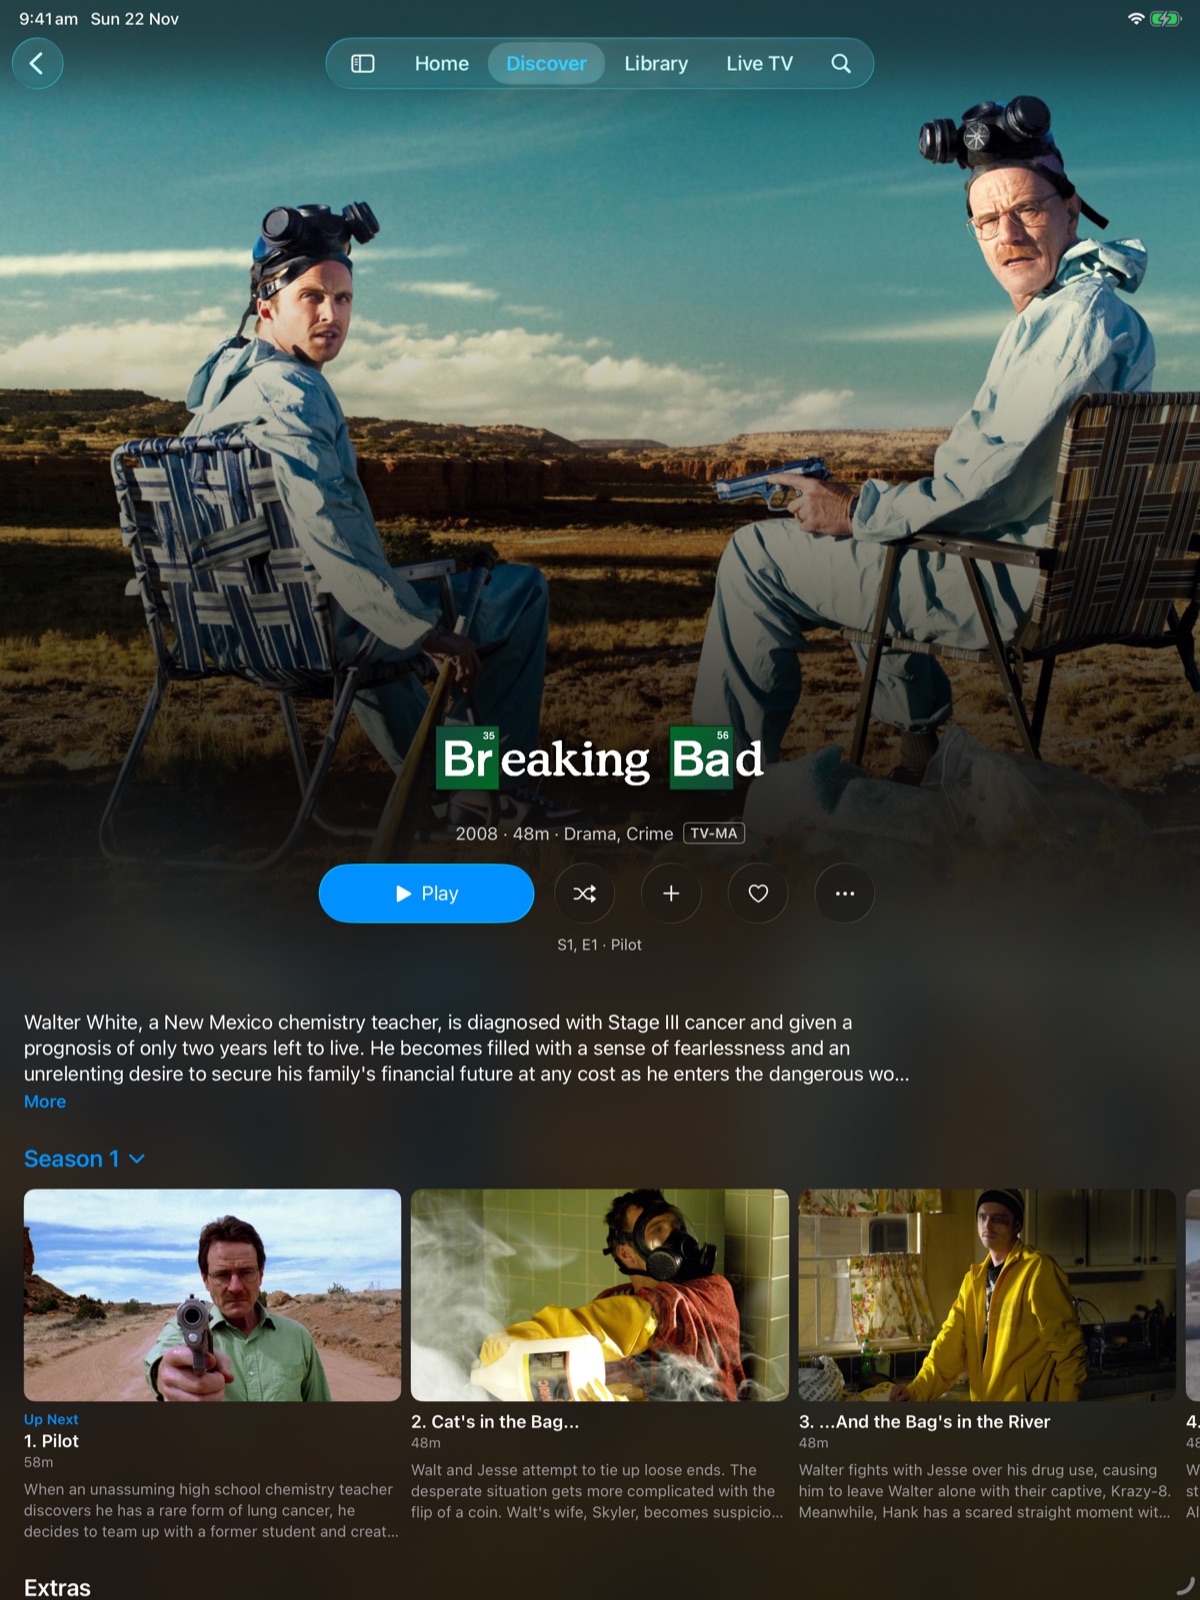 9:41 am Sun 22 Nov
Home Discover Library Live TV
35 56
Breaking Bad
2008 · 48m · Drama, Crime TV-MA
Play
S1, E1 · Pilot
Walter White, a New Mexico chemistry teacher, is diagnosed with Stage III cancer and given a
prognosis of only two years left to live. He becomes filled with a sense of fearlessness and an
unrelenting desire to secure his family's financial future at any cost as he enters the dangerous wo...
More
Season 1
Up Next
1. Pilot
58m
When an unassuming high school chemistry teacher
discovers he has a rare form of lung cancer, he
decides to team up with a former student and creat...
2. Cat's in the Bag...
48m
Walt and Jesse attempt to tie up loose ends. The
desperate situation gets more complicated with the
flip of a coin. Walt's wife, Skyler, becomes suspicio...
3. ...And the Bag's in the River
48m
Walter fights with Jesse over his drug use, causing
him to leave Walter alone with their captive, Krazy-8.
Meanwhile, Hank has a scared straight moment wit...
4.
Extras